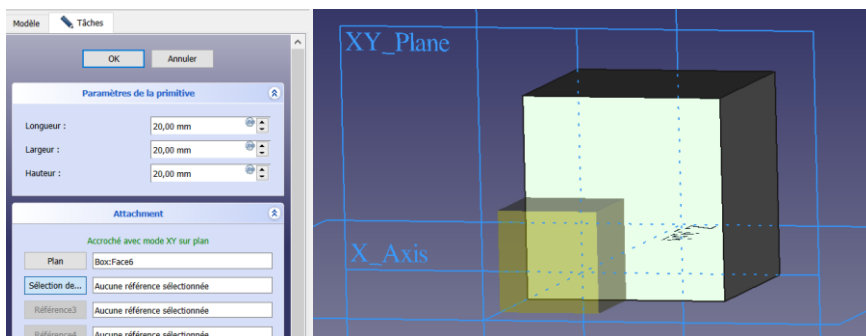 Modèle
Tâches
OK
Annuler
Paramètres de la primitive
Longueur :
20,00 mm
Largeur :
20,00 mm
Hauteur :
20,00 mm
Attachment
Accroché avec mode XY sur plan
Plan
Box:Face6
Sélection de...
Aucune référence sélectionnée
Référence3
Aucune référence sélectionnée
Référence4
Aucune référence sélectionnée
XY_Plane
X_Axis